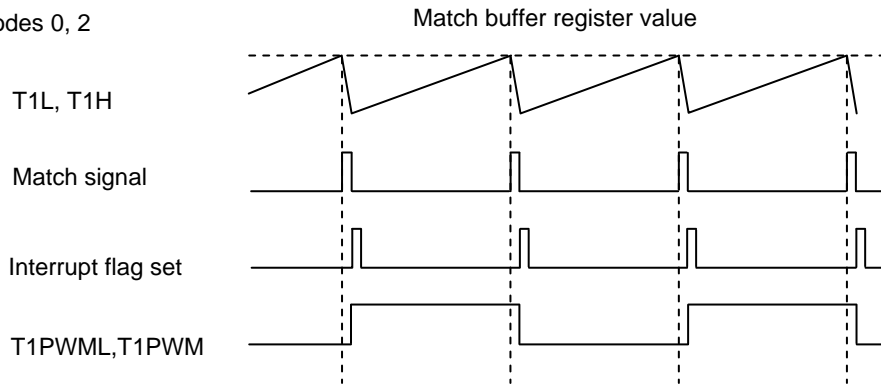 odes 0, 2
Match buffer register value
T1L, T1H
Match signal
Interrupt flag set
T1PWML,T1PWM